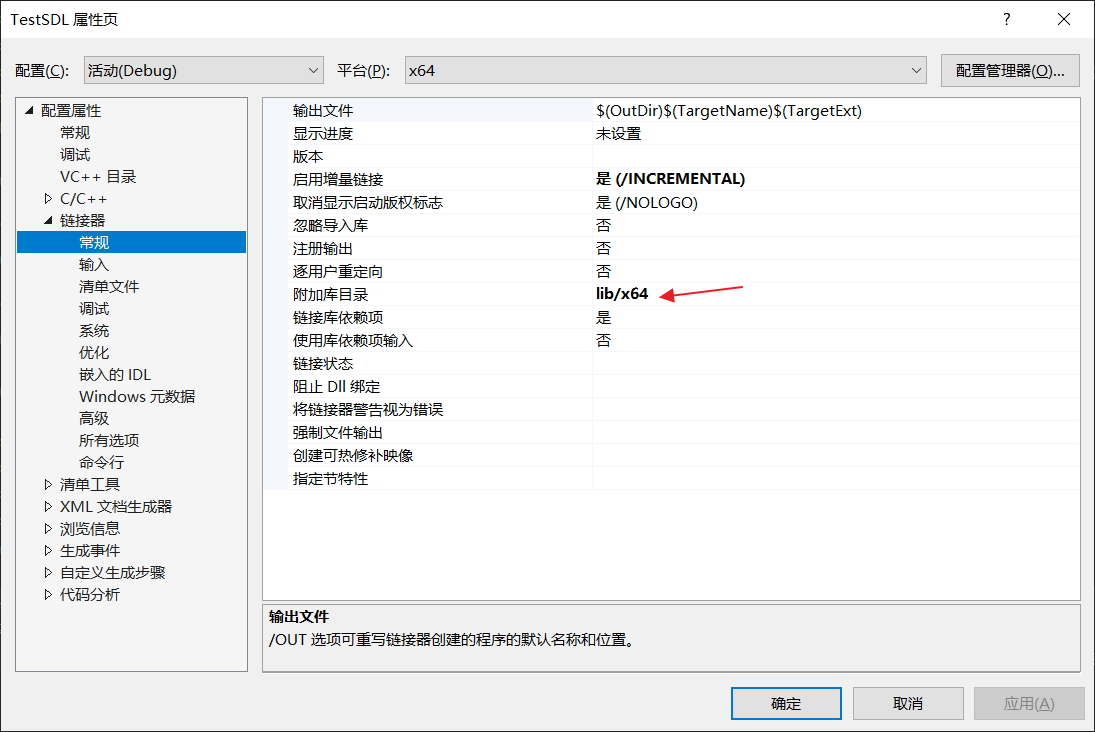 TestSDL 属性页
?
配置(C): 活动(Debug) 平台(P): x64 配置管理器(O)...
配置属性
常规
调试
VC++ 目录
C/C++
链接器
常规
输入
清单文件
调试
系统
优化
嵌入的 IDL
Windows 元数据
高级
所有选项
命令行
清单工具
XML 文档生成器
浏览信息
生成事件
自定义生成步骤
代码分析
输出文件 $(OutDir)$(TargetName)$(TargetExt)
显示进度 未设置
版本
启用增量链接 是 (/INCREMENTAL)
取消显示启动版权标志 是 (/NOLOGO)
忽略导入库 否
注册输出 否
逐用户重定向 否
附加库目录 lib/x64
链接库依赖项 是
使用库依赖项输入 否
链接状态
阻止 Dll 绑定
将链接器警告视为错误
强制文件输出
创建可热修补映像
指定节特性
输出文件
/OUT 选项可重写链接器创建的程序的默认名称和位置。
确定 取消 应用(A)